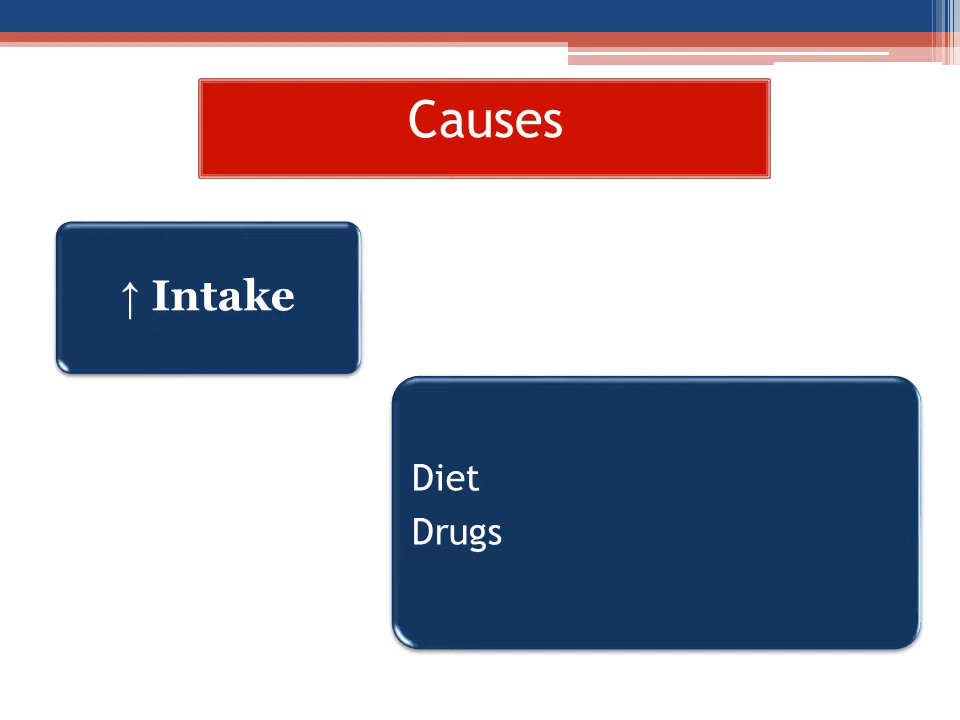 Causes
↑ Intake
Diet
Drugs